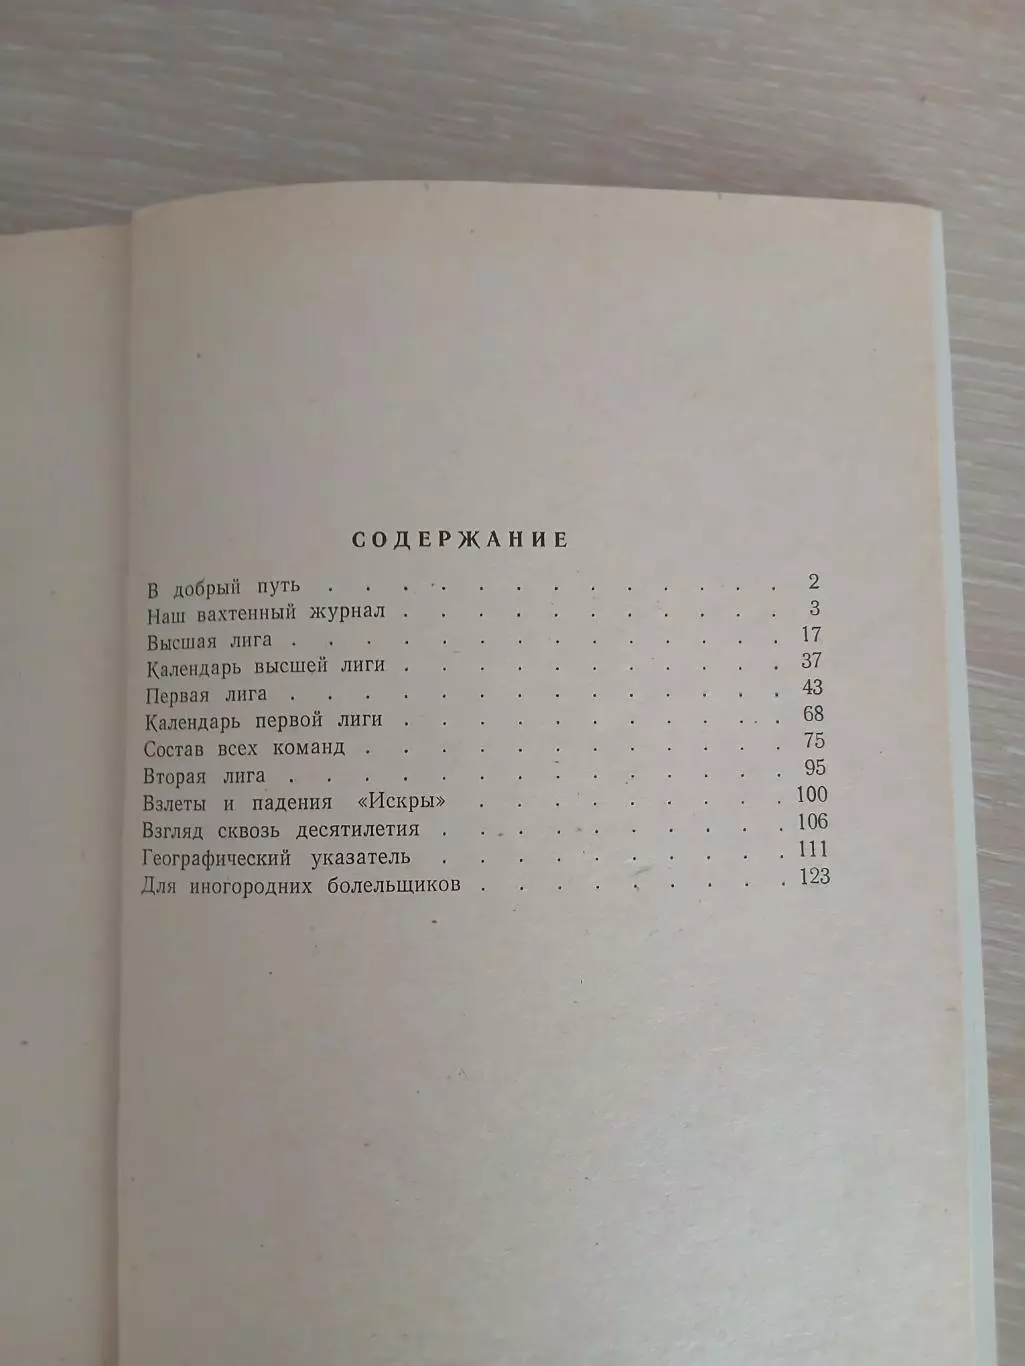 СОДЕРЖАНИЕ
В добрый путь . . . . . . . . . . . . . 2
Наш вахтенный журнал . . . . . . . . . . . 3
Высшая лига . . . . . . . . . . . . . . 17
Календарь высшей лиги . . . . . . . . . . . 37
Первая лига . . . . . . . . . . . . . . 43
Календарь первой лиги . . . . . . . . . . . 68
Состав всех команд . . . . . . . . . . . . 75
Вторая лига . . . . . . . . . . . . . . 95
Взлеты и падения «Искры» . . . . . . . . . 100
Взгляд сквозь десятилетия . . . . . . . . . . 106
Географический указатель . . . . . . . . . . 111
Для иногородних болельщиков . . . . . . . . . 123